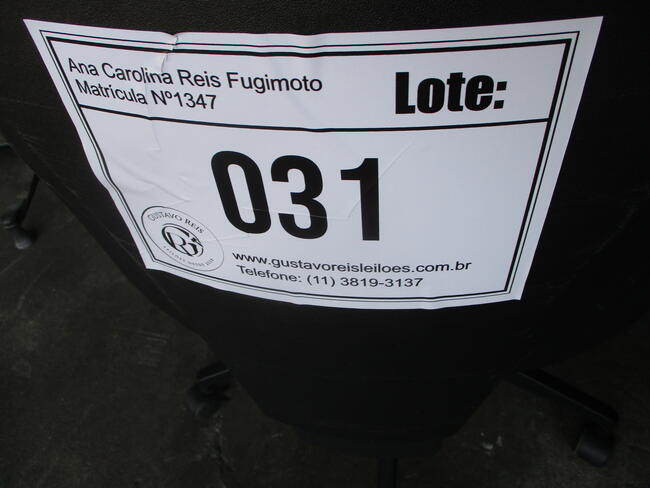 Ana Carolina Reis Fugimoto
Matrícula Nº1347
Lote:
031
GUSTAVO REIS
www.gustavoreisleiloes.com.br
Telefone: (11) 3819-3137